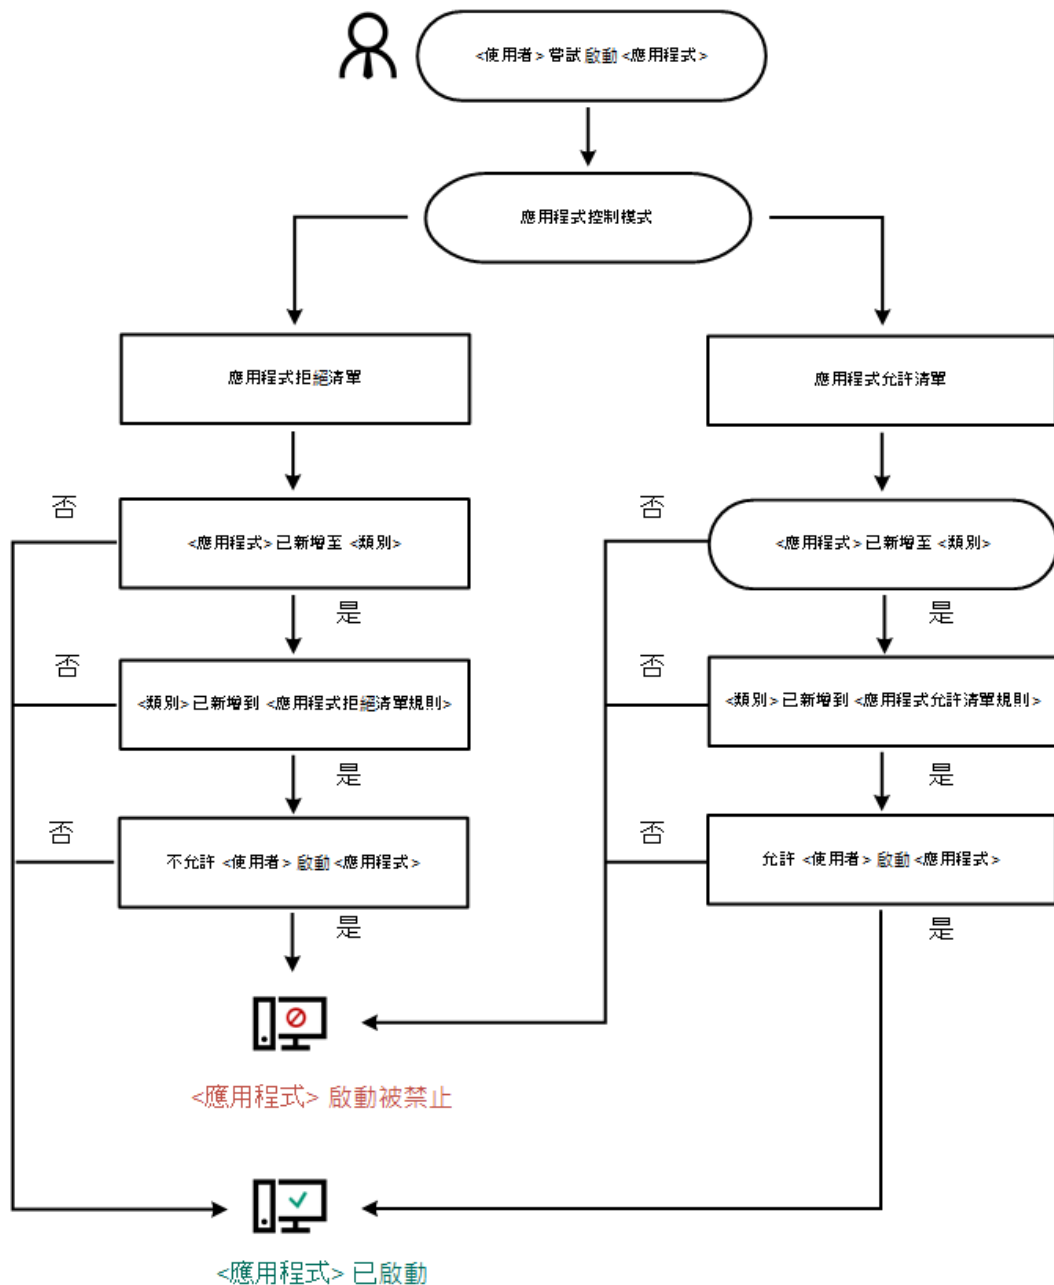 <使用者> 嘗試 啟動 <應用程式>
應用程式控制模式
應用程式拒絕清單
應用程式允許清單
否
否
<應用程式> 已新增至 <類別>
<應用程式> 已新增至 <類別>
是
是
否
否
<類別> 已新增到 <應用程式拒絕清單規則>
<類別> 已新增到 <應用程式允許清單規則>
是
是
否
否
不允許 <使用者> 啟動 <應用程式>
允許 <使用者> 啟動 <應用程式>
是
是
<應用程式> 啟動被禁止
<應用程式> 已啟動